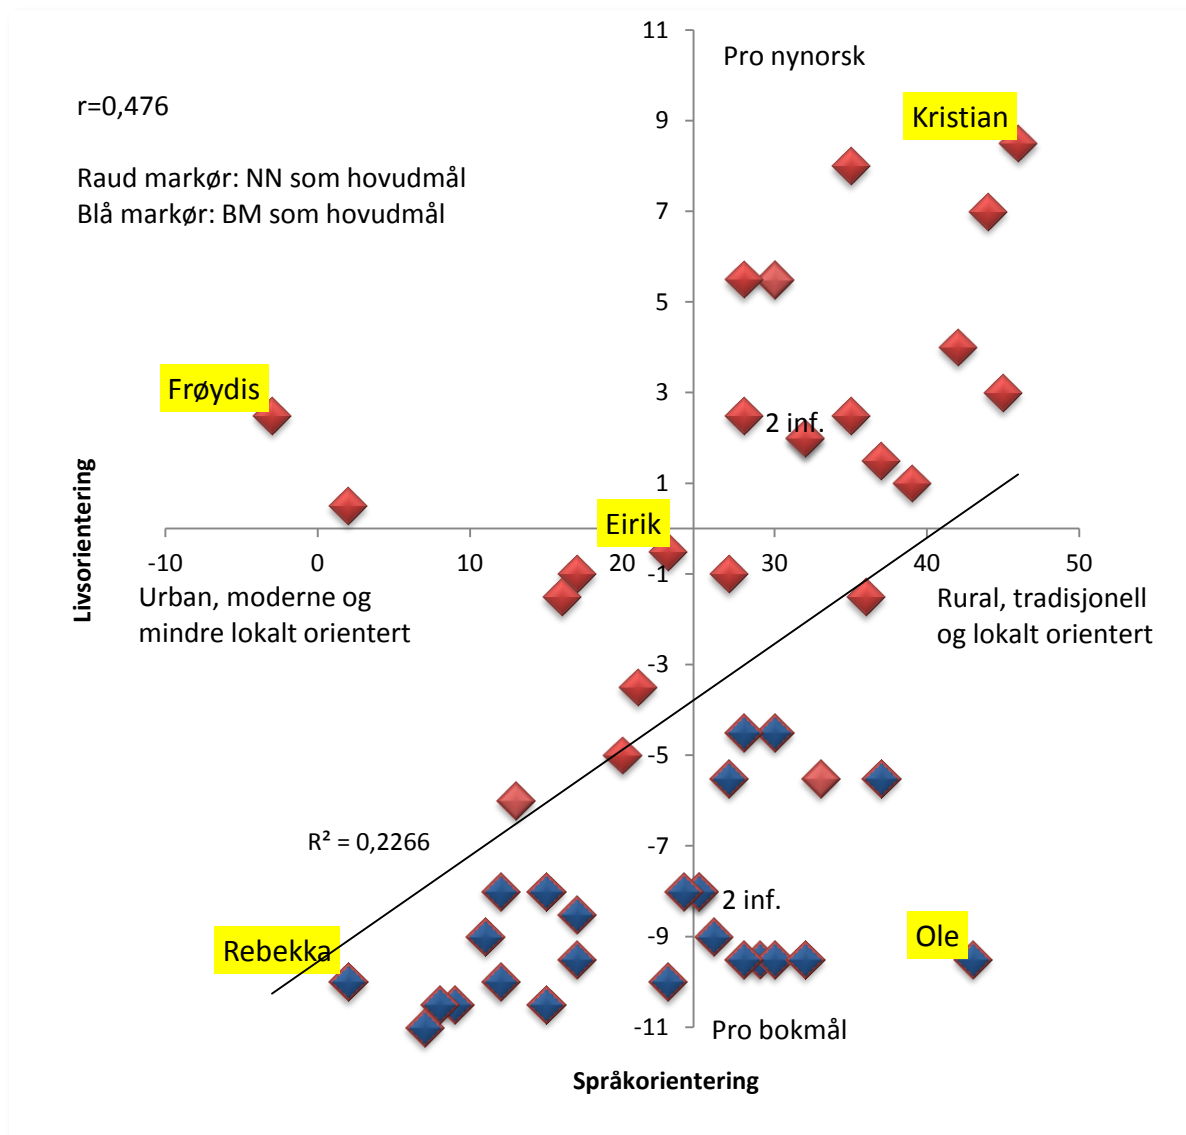 11
Pro nynorsk
r=0,476
9
Kristian
Raud markør: NN som hovudmål
Blå markør: BM som hovudmål
7
5
Frøydis
3
2 inf.
1
Livsorientering
Eirik
-10
0
10
20
30
40
50
-1
Urban, moderne og
mindre lokalt orientert
Rural, tradisjonell
og lokalt orientert
-3
-5
R² = 0,2266
-7
2 inf.
-9
Rebekka
Ole
-11
Pro bokmål
Språkorientering